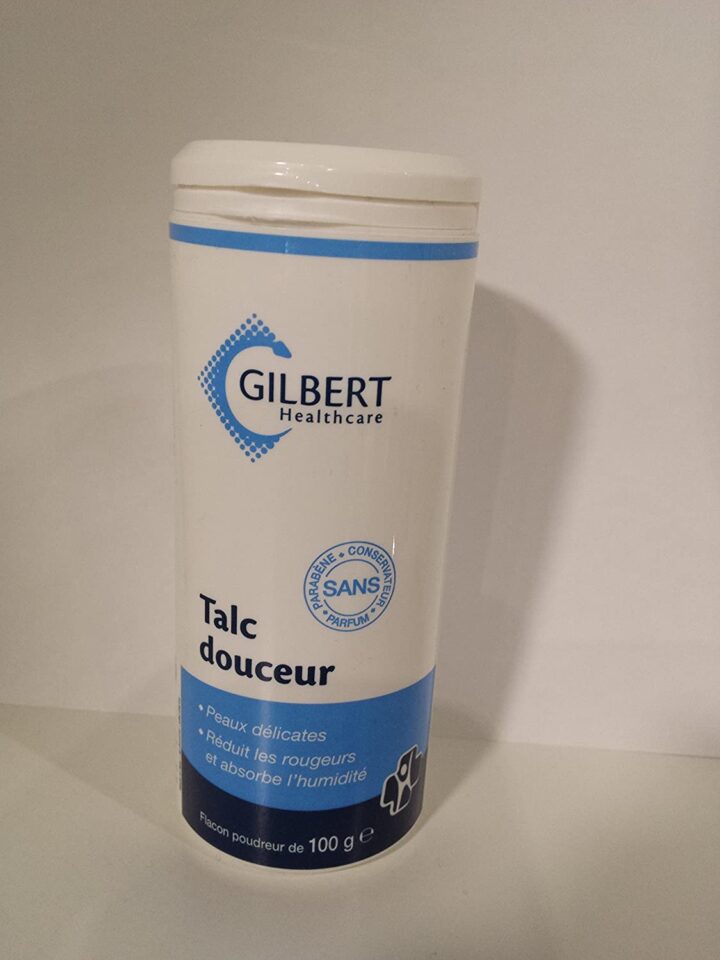 GILBERT
Healthcare
PARABÈNE • CONSERVATEUR • PARFUM •
SANS
Talc
douceur
• Peaux délicates
• Réduit les rougeurs
et absorbe l'humidité
Flacon poudreur de 100 g ℮